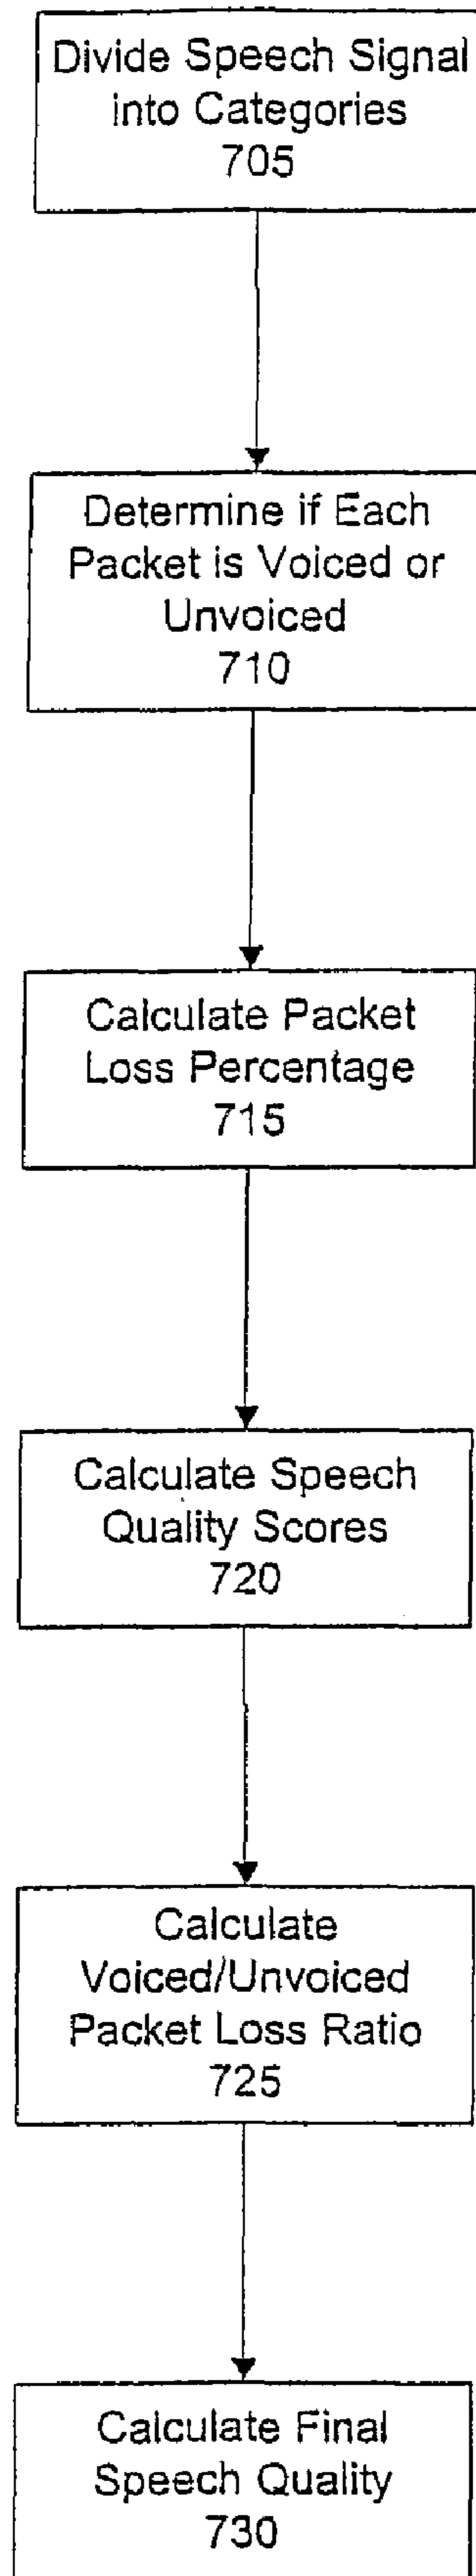 Divide Speech Signal
into Categories
705
Determine if Each
Packet is Voiced or
Unvoiced
710
Calculate Packet
Loss Percentage
715
Calculate Speech
Quality Scores
720
Calculate
Voiced/Unvoiced
Packet Loss Ratio
725
Calculate Final
Speech Quality
730